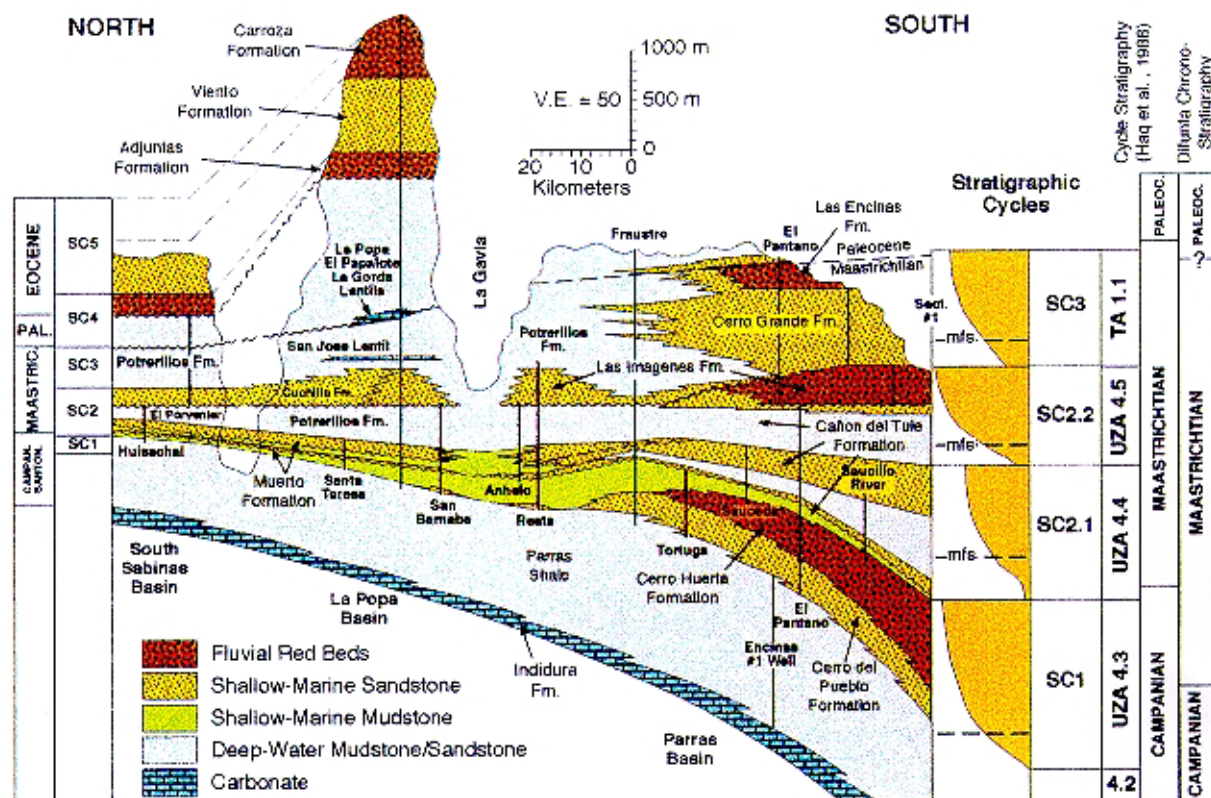 NORTH
SOUTH
Carroza
Formation
Viento
Formation
Adjuntas
Formation
1000 m
V.E. = 50
500 m
0
20
10
0
Kilometers
Cycle Stratigraphy
(Haq et al., 1988)
Difunta Chrono-
Stratigraphy
Stratigraphic
Cycles
EOCENE
PAL.
MAASTRIC.
CAMPAN.
SANTON.
SC5
SC4
SC3
SC2
SC1
La Popa
El Papalote
La Gorda
Lentils
San Jose Lentil
La Gavia
Fraustro
El
Pantano
Las Encinas
Fm.
Paleocene
Maastrichtian
Potrerillos Fm.
Cuchilla Fm.
Potrerillos
Fm.
Cerro Grande Fm.
Las Imagenes Fm.
El Porvenier
Potrerillos Fm.
Huisachal
Muerto
Formation
Santa
Teresa
San
Bernabe
Anhelo
Reata
Cañon del Tule
Formation
Saucillo
River
Sauceda
Tortuga
Cerro Huerta
Formation
El
Pantano
Parras
Shale
South
Sabinas
Basin
La Popa
Basin
Indidura
Fm.
Encinas
#1 Well
Cerro del
Pueblo
Formation
Parras
Basin
Fluvial Red Beds
Shallow-Marine Sandstone
Shallow-Marine Mudstone
Deep-Water Mudstone/Sandstone
Carbonate
Sect.
#1
mfs
mfs
mfs
SC3
SC2.2
SC2.1
SC1
TA 1.1
UZA 4.5
UZA 4.4
UZA 4.3
4.2
PALEOC.
MAASTRICHTIAN
CAMPANIAN
PALEOC.
?
MAASTRICHTIAN
CAMPANIAN